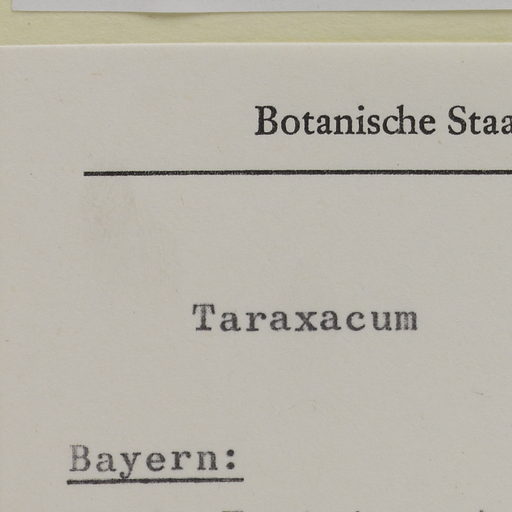 Botanische Staa
Taraxacum
Bayern: